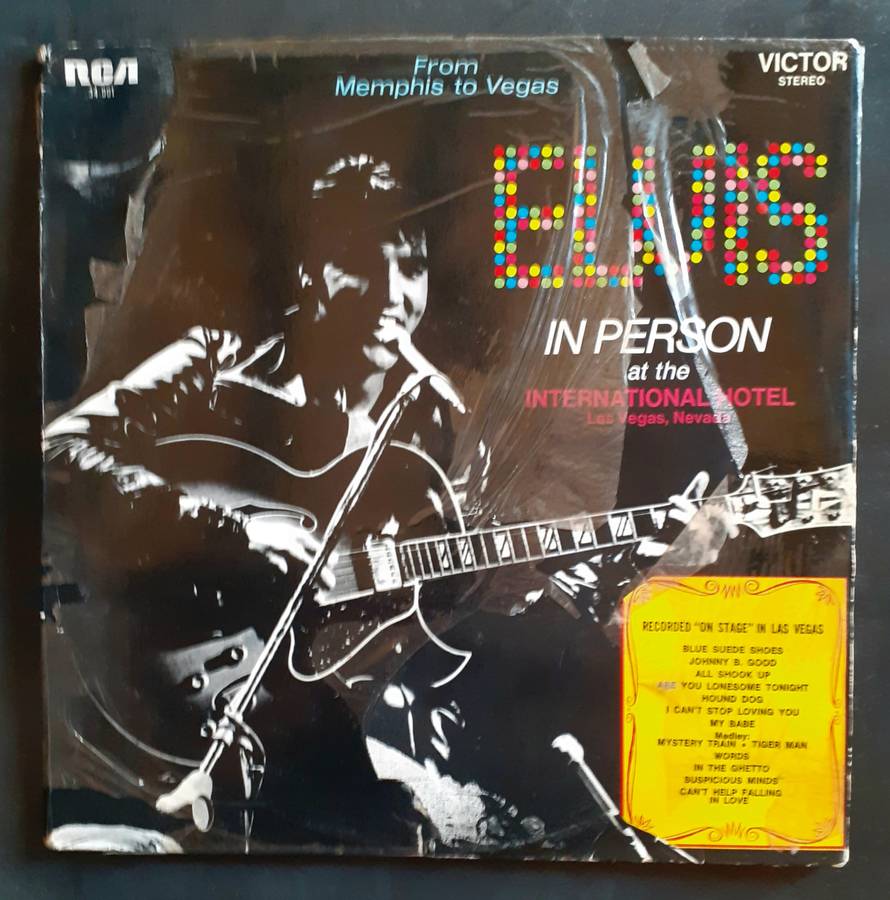 RCA
VICTOR
STEREO
From
Memphis to Vegas
ELVIS
IN PERSON
at the
INTERNATIONAL HOTEL
Las Vegas, Nevada
RECORDED "ON STAGE" IN LAS VEGAS
BLUE SUEDE SHOES
JOHNNY B. GOOD
ALL SHOOK UP
ARE YOU LONESOME TONIGHT
HOUND DOG
I CAN'T STOP LOVING YOU
MY BABE
Medley:
MYSTERY TRAIN • TIGER MAN
WORDS
IN THE GHETTO
SUSPICIOUS MINDS
CAN'T HELP FALLING
IN LOVE